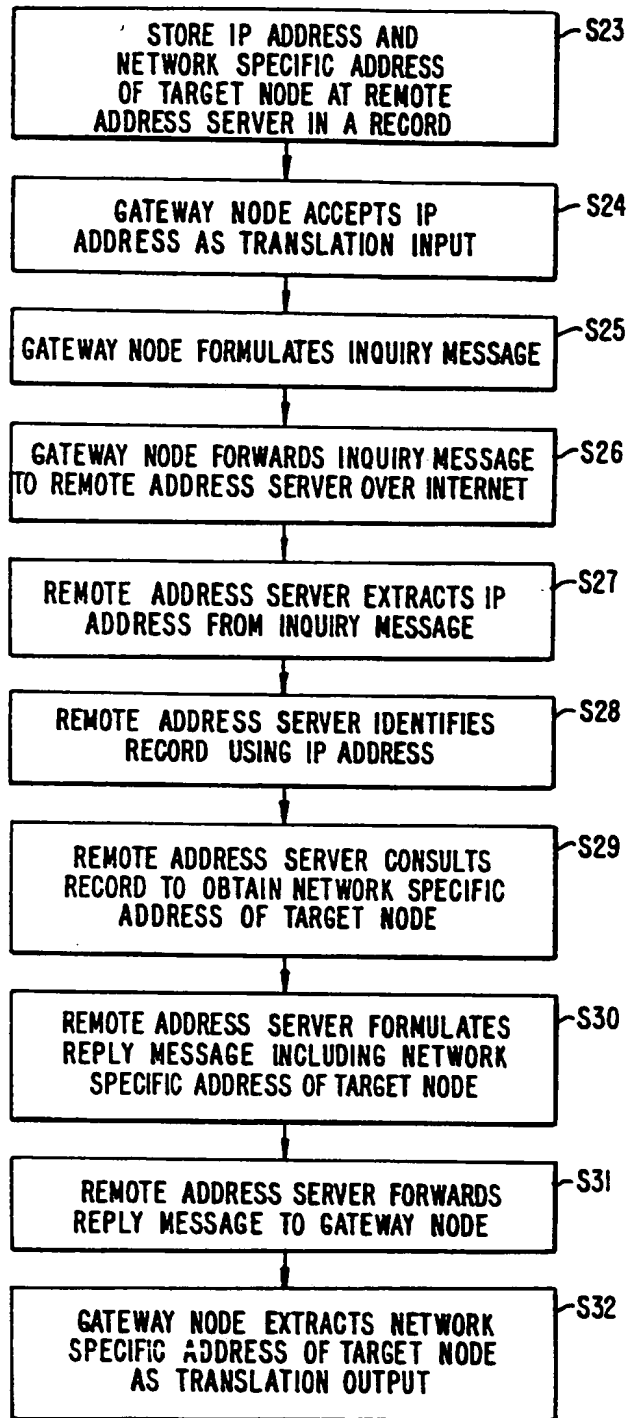 STORE IP ADDRESS AND
NETWORK SPECIFIC ADDRESS
OF TARGET NODE AT REMOTE
ADDRESS SERVER IN A RECORD
S23
GATEWAY NODE ACCEPTS IP
ADDRESS AS TRANSLATION INPUT
S24
GATEWAY NODE FORMULATES INQUIRY MESSAGE
S25
GATEWAY NODE FORWARDS INQUIRY MESSAGE
TO REMOTE ADDRESS SERVER OVER INTERNET
S26
REMOTE ADDRESS SERVER EXTRACTS IP
ADDRESS FROM INQUIRY MESSAGE
S27
REMOTE ADDRESS SERVER IDENTIFIES
RECORD USING IP ADDRESS
S28
REMOTE ADDRESS SERVER CONSULTS
RECORD TO OBTAIN NETWORK SPECIFIC
ADDRESS OF TARGET NODE
S29
REMOTE ADDRESS SERVER FORMULATES
REPLY MESSAGE INCLUDING NETWORK
SPECIFIC ADDRESS OF TARGET NODE
S30
REMOTE ADDRESS SERVER FORWARDS
REPLY MESSAGE TO GATEWAY NODE
S31
GATEWAY NODE EXTRACTS NETWORK
SPECIFIC ADDRESS OF TARGET NODE
AS TRANSLATION OUTPUT
S32